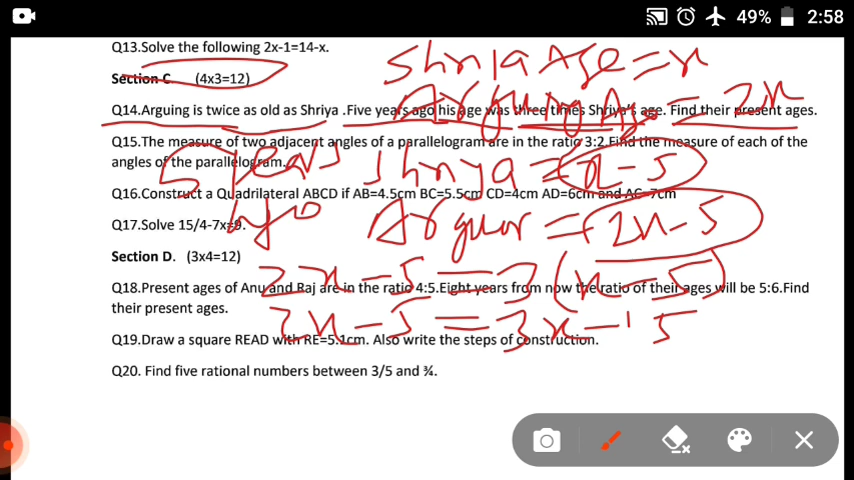 49% 2:58
Q13.Solve the following 2x-1=14-x.
Shriya Age = x
Section C. (4x3=12)
Argun Age = 2x
Q14.Arguing is twice as old as Shriya .Five years ago his age was three times Shriya's age. Find their present ages.
Q15.The measure of two adjacent angles of a parallelogram are in the ratio 3:2.Find the measure of each of the
angles of the parallelogram.
5 years shriya = x-5
Q16.Construct a Quadrilateral ABCD if AB=4.5cm BC=5.5cm CD=4cm AD=6cm and AC=7cm
ago = 2x-5
Q17.Solve 15/4-7x=9.
Section D. (3x4=12)
2x-5=3(x-5)
Q18.Present ages of Anu and Raj are in the ratio 4:5.Eight years from now the ratio of their ages will be 5:6.Find
their present ages.
2x-5=3x-15
Q19.Draw a square READ with RE=5.1cm. Also write the steps of construction.
Q20. Find five rational numbers between 3/5 and ¾.